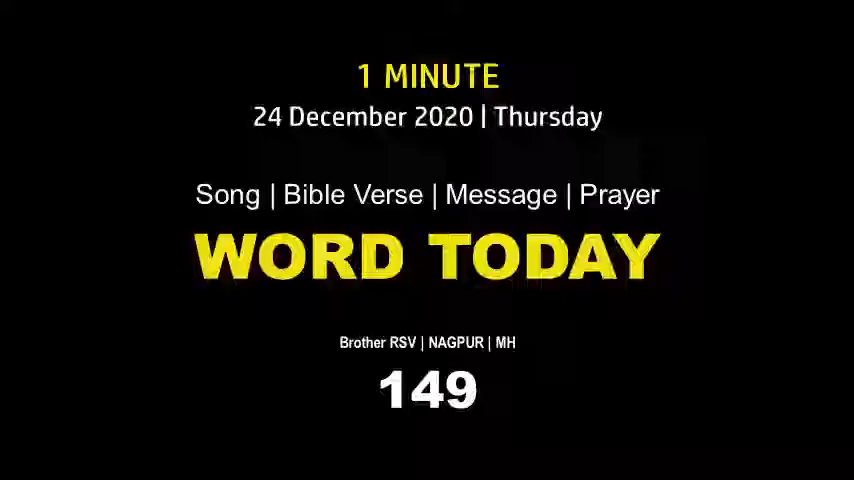 1 MINUTE
24 December 2020 | Thursday
Song | Bible Verse | Message | Prayer
WORD TODAY
Brother RSV | NAGPUR | MH
149